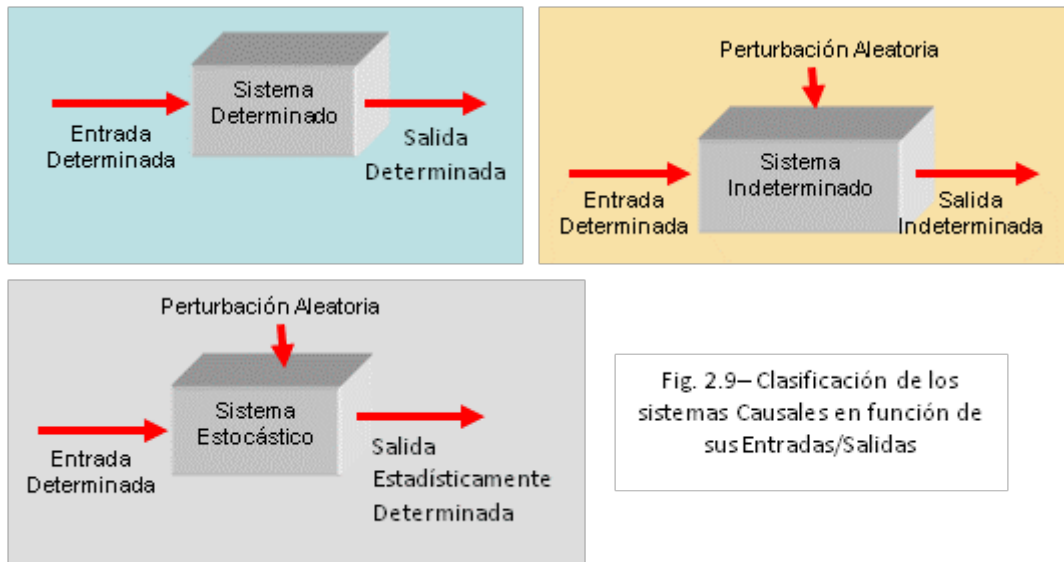 Sistema
Determinado
Entrada
Determinada
Salida
Determinada
Perturbación Aleatoria
Sistema
Indeterminado
Entrada
Determinada
Salida
Indeterminada
Perturbación Aleatoria
Sistema
Estocástico
Entrada
Determinada
Salida
Estadísticamente
Determinada
Fig. 2.9– Clasificación de los
sistemas Causales en función de
sus Entradas/Salidas